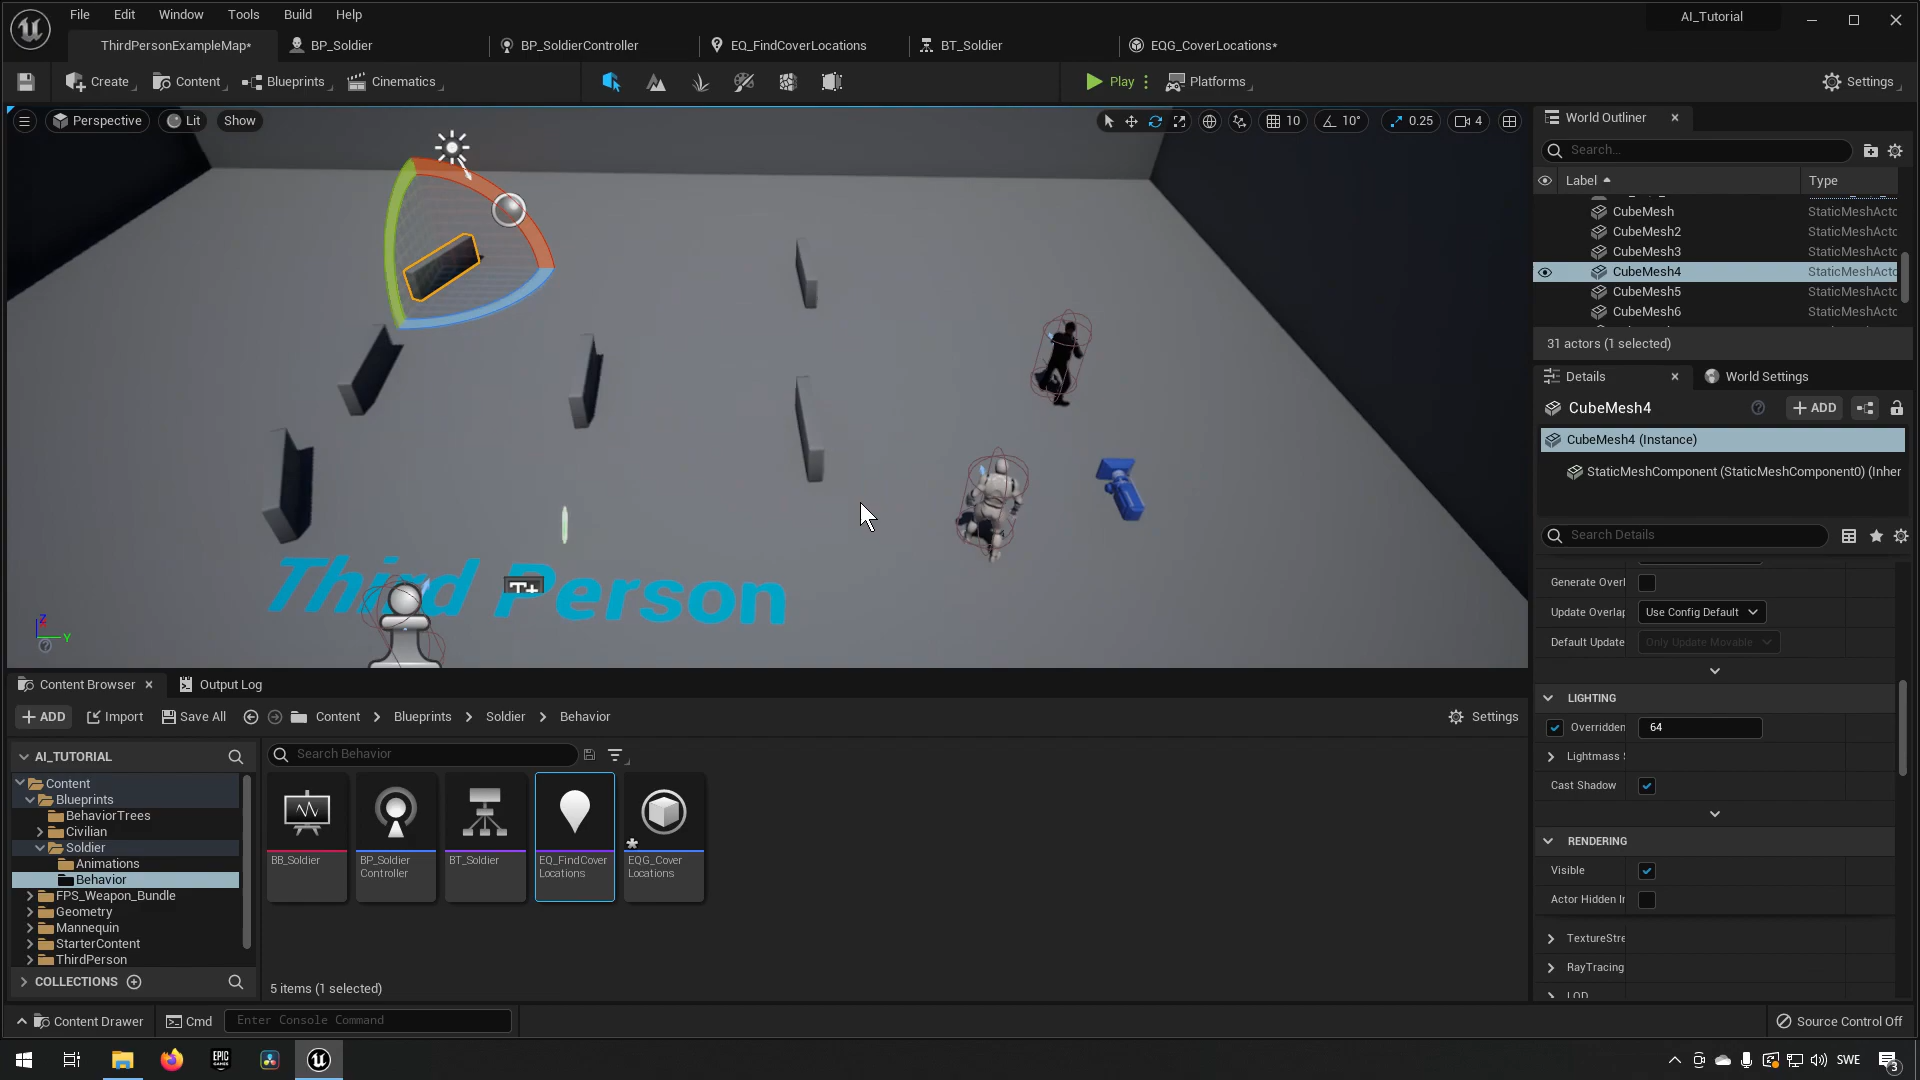 File Edit Window Tools Build Help
AI_Tutorial
ThirdPersonExampleMap*
BP_Soldier
BP_SoldierController
EQ_FindCoverLocations
BT_Soldier
EQG_CoverLocations*
Create
Content
Blueprints
Cinematics
Play
Platforms
Settings
Perspective
Lit
Show
10
10°
0.25
4
World Outliner
Search...
Label
Type
CubeMesh StaticMeshActo
CubeMesh2 StaticMeshActo
CubeMesh3 StaticMeshActo
CubeMesh4 StaticMeshActo
CubeMesh5 StaticMeshActo
CubeMesh6 StaticMeshActo
31 actors (1 selected)
Details
World Settings
CubeMesh4
ADD
CubeMesh4 (Instance)
StaticMeshComponent (StaticMeshComponent0) (Inher
Search Details
Generate Overl
Update Overlap
Use Config Default
Default Update
Only Update Movable
LIGHTING
Overridden
64
Lightmass S
Cast Shadow
RENDERING
Visible
Actor Hidden In
TextureStre
RayTracing
LOD
Third Person
T+
Z
Y
Content Browser
Output Log
ADD
Import
Save All
Content > Blueprints > Soldier > Behavior
Settings
AI_TUTORIAL
Search Behavior
Content
Blueprints
BehaviorTrees
Civilian
Soldier
Animations
Behavior
FPS_Weapon_Bundle
Geometry
Mannequin
StarterContent
ThirdPerson
COLLECTIONS
BB_Soldier
BP_Soldier
Controller
BT_Soldier
EQ_FindCover
Locations
EQG_Cover
Locations
5 items (1 selected)
Content Drawer
Cmd
Enter Console Command
Source Control Off
EPIC
GAMES
SWE
3